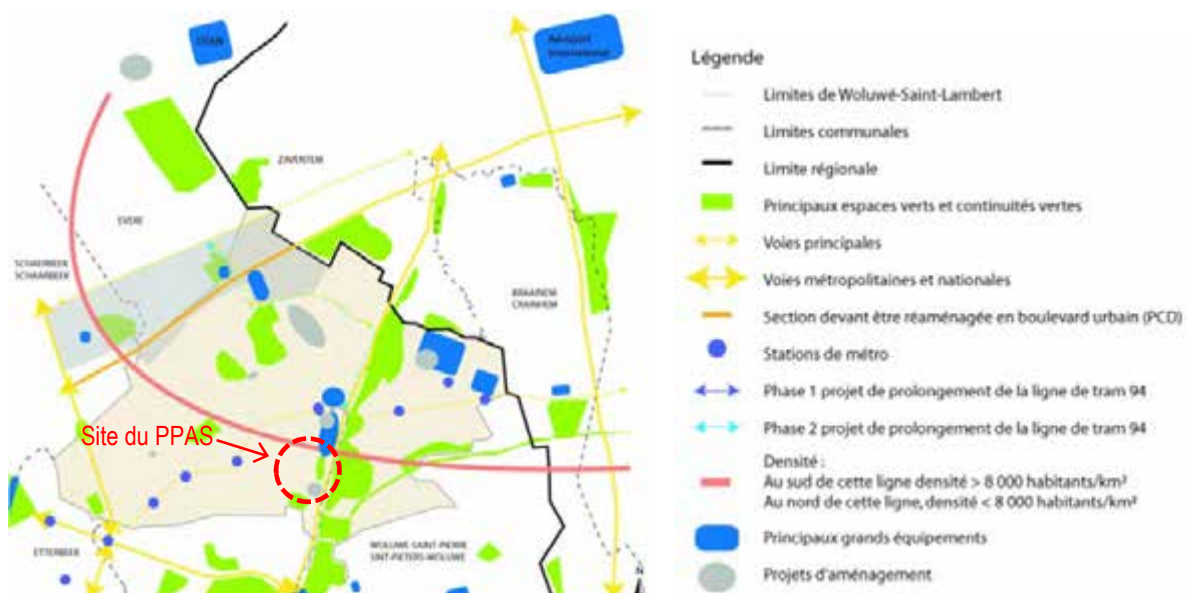 OTAN
Aéroport
International
ZAVENTEM
EVERE
SCHAERBEEK
SCHAARBEEK
KRAAINEM
CRAINHEM
Site du PPAS
ETTERBEEK
WOLUWE-SAINT-PIERRE
SINT-PIETERS-WOLUWE
Légende
Limites de Woluwé-Saint-Lambert
Limites communales
Limite régionale
Principaux espaces verts et continuités vertes
Voies principales
Voies métropolitaines et nationales
Section devant être réaménagée en boulevard urbain (PCD)
Stations de métro
Phase 1 projet de prolongement de la ligne de tram 94
Phase 2 projet de prolongement de la ligne de tram 94
Densité :
Au sud de cette ligne densité > 8 000 habitants/km²
Au nord de cette ligne, densité < 8 000 habitants/km²
Principaux grands équipements
Projets d'aménagement